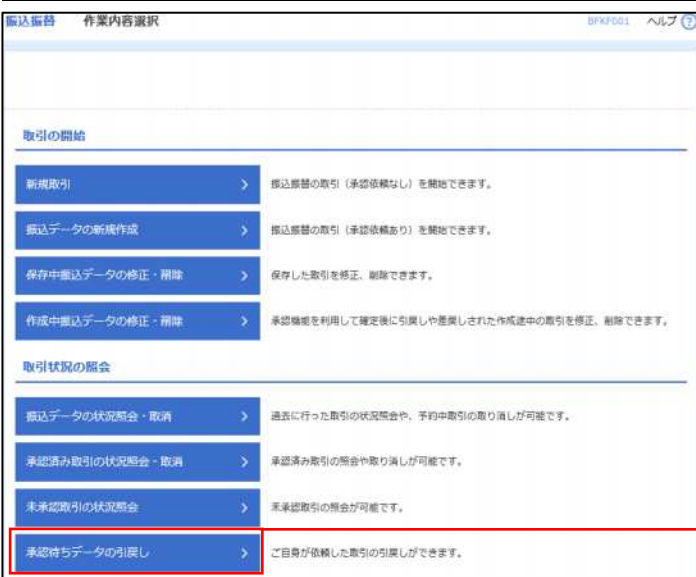 振込振替 作業内容選択 BFKF001 ヘルプ ?
取引の開始
新規取引 振込振替の取引（承認依頼なし）を開始できます。
振込データの新規作成 振込振替の取引（承認依頼あり）を開始できます。
保存中振込データの修正・削除 保存した取引を修正、削除できます。
作成中振込データの修正・削除 承認機能を利用して確定後に引戻しや差戻しされた作成途中の取引を修正、削除できます。
取引状況の照会
振込データの状況照会・取消 過去に行った取引の状況照会や、予約中取引の取り消しが可能です。
承認済み取引の状況照会・取消 承認済み取引の照会や取り消しが可能です。
未承認取引の状況照会 未承認取引の照会が可能です。
承認待ちデータの引戻し ご自身が依頼した取引の引戻しができます。